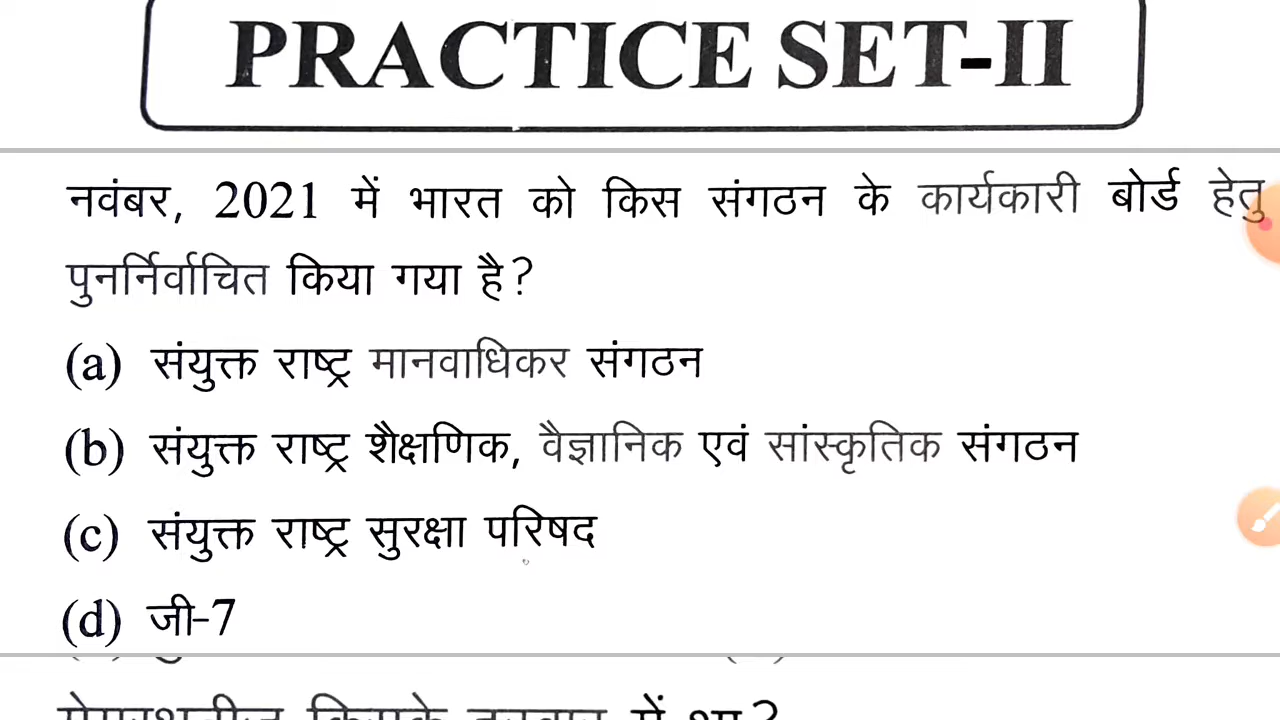 PRACTICE SET-II
नवंबर, 2021 में भारत को किस संगठन के कार्यकारी बोर्ड हेतु
पुनर्निर्वाचित किया गया है?
(a) संयुक्त राष्ट्र मानवाधिकर संगठन
(b) संयुक्त राष्ट्र शैक्षणिक, वैज्ञानिक एवं सांस्कृतिक संगठन
(c) संयुक्त राष्ट्र सुरक्षा परिषद
(d) जी-7